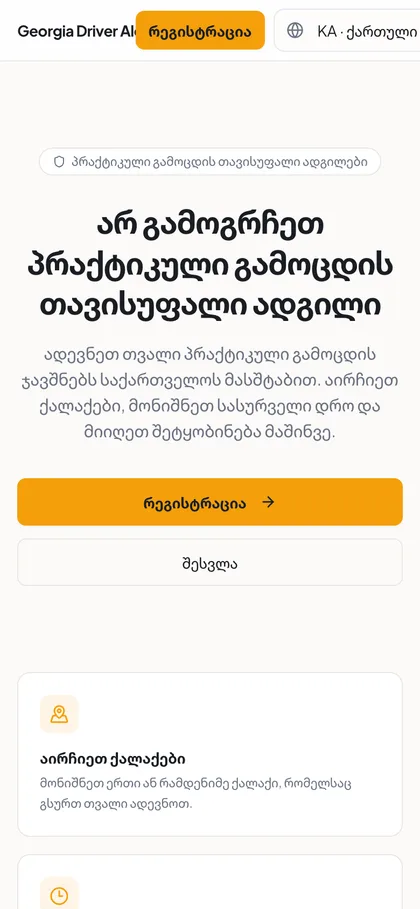 Georgia Driver Al
რეგისტრაცია
KA · ქართული
პრაქტიკული გამოცდის თავისუფალი ადგილები
არ გამოგრჩეთ
პრაქტიკული გამოცდის
თავისუფალი ადგილი
ადევნეთ თვალი პრაქტიკული გამოცდის
ჯავშნებს საქართველოს მასშტაბით. აირჩიეთ
ქალაქები, მონიშნეთ სასურველი დრო და
მიიღეთ შეტყობინება მაშინვე.
რეგისტრაცია
შესვლა
აირჩიეთ ქალაქები
მონიშნეთ ერთი ან რამდენიმე ქალაქი, რომელსაც
გსურთ თვალი ადევნოთ.